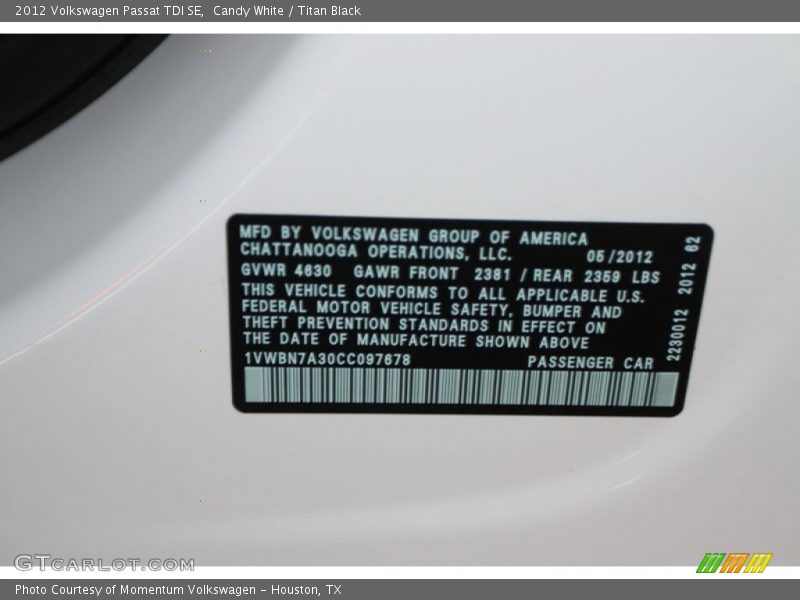 2012 Volkswagen Passat TDI SE, Candy White / Titan Black
MFD BY VOLKSWAGEN GROUP OF AMERICA
CHATTANOOGA OPERATIONS, LLC. 05/2012
GVWR 4630 GAWR FRONT 2381 / REAR 2359 LBS
THIS VEHICLE CONFORMS TO ALL APPLICABLE U.S.
FEDERAL MOTOR VEHICLE SAFETY, BUMPER AND
THEFT PREVENTION STANDARDS IN EFFECT ON
THE DATE OF MANUFACTURE SHOWN ABOVE
1VWBN7A30CC097678 PASSENGER CAR
2230012 2012 62
GTCARLOT.COM
Photo Courtesy of Momentum Volkswagen - Houston, TX